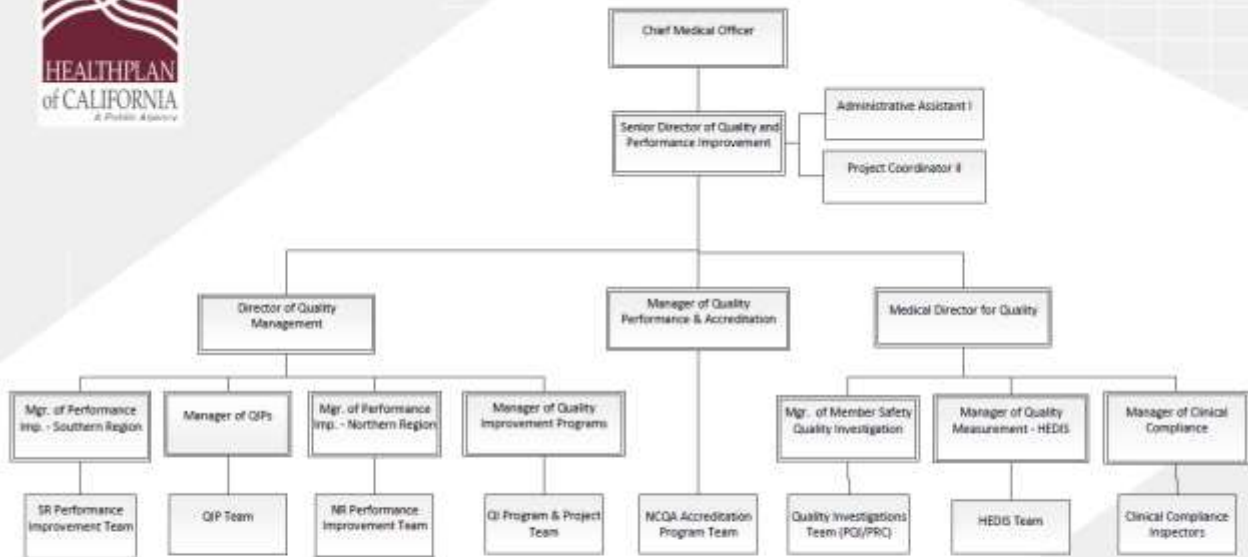 HEALTHPLAN
of CALIFORNIA
A Public Agency
Chief Medical Officer
Senior Director of Quality and
Performance Improvement
Administrative Assistant I
Project Coordinator II
Director of Quality
Management
Manager of Quality
Performance & Accreditation
Medical Director for Quality
Mgr. of Performance
Imp. - Southern Region
Manager of QIPs
Mgr. of Performance
Imp. - Northern Region
Manager of Quality
Improvement Programs
Mgr. of Member Safety
Quality Investigation
Manager of Quality
Measurement - HEDIS
Manager of Clinical
Compliance
SR Performance
Improvement Team
QIP Team
NR Performance
Improvement Team
QI Program & Project
Team
NCQA Accreditation
Program Team
Quality Investigations
Team (PQI/PRC)
HEDIS Team
Clinical Compliance
Inspectors